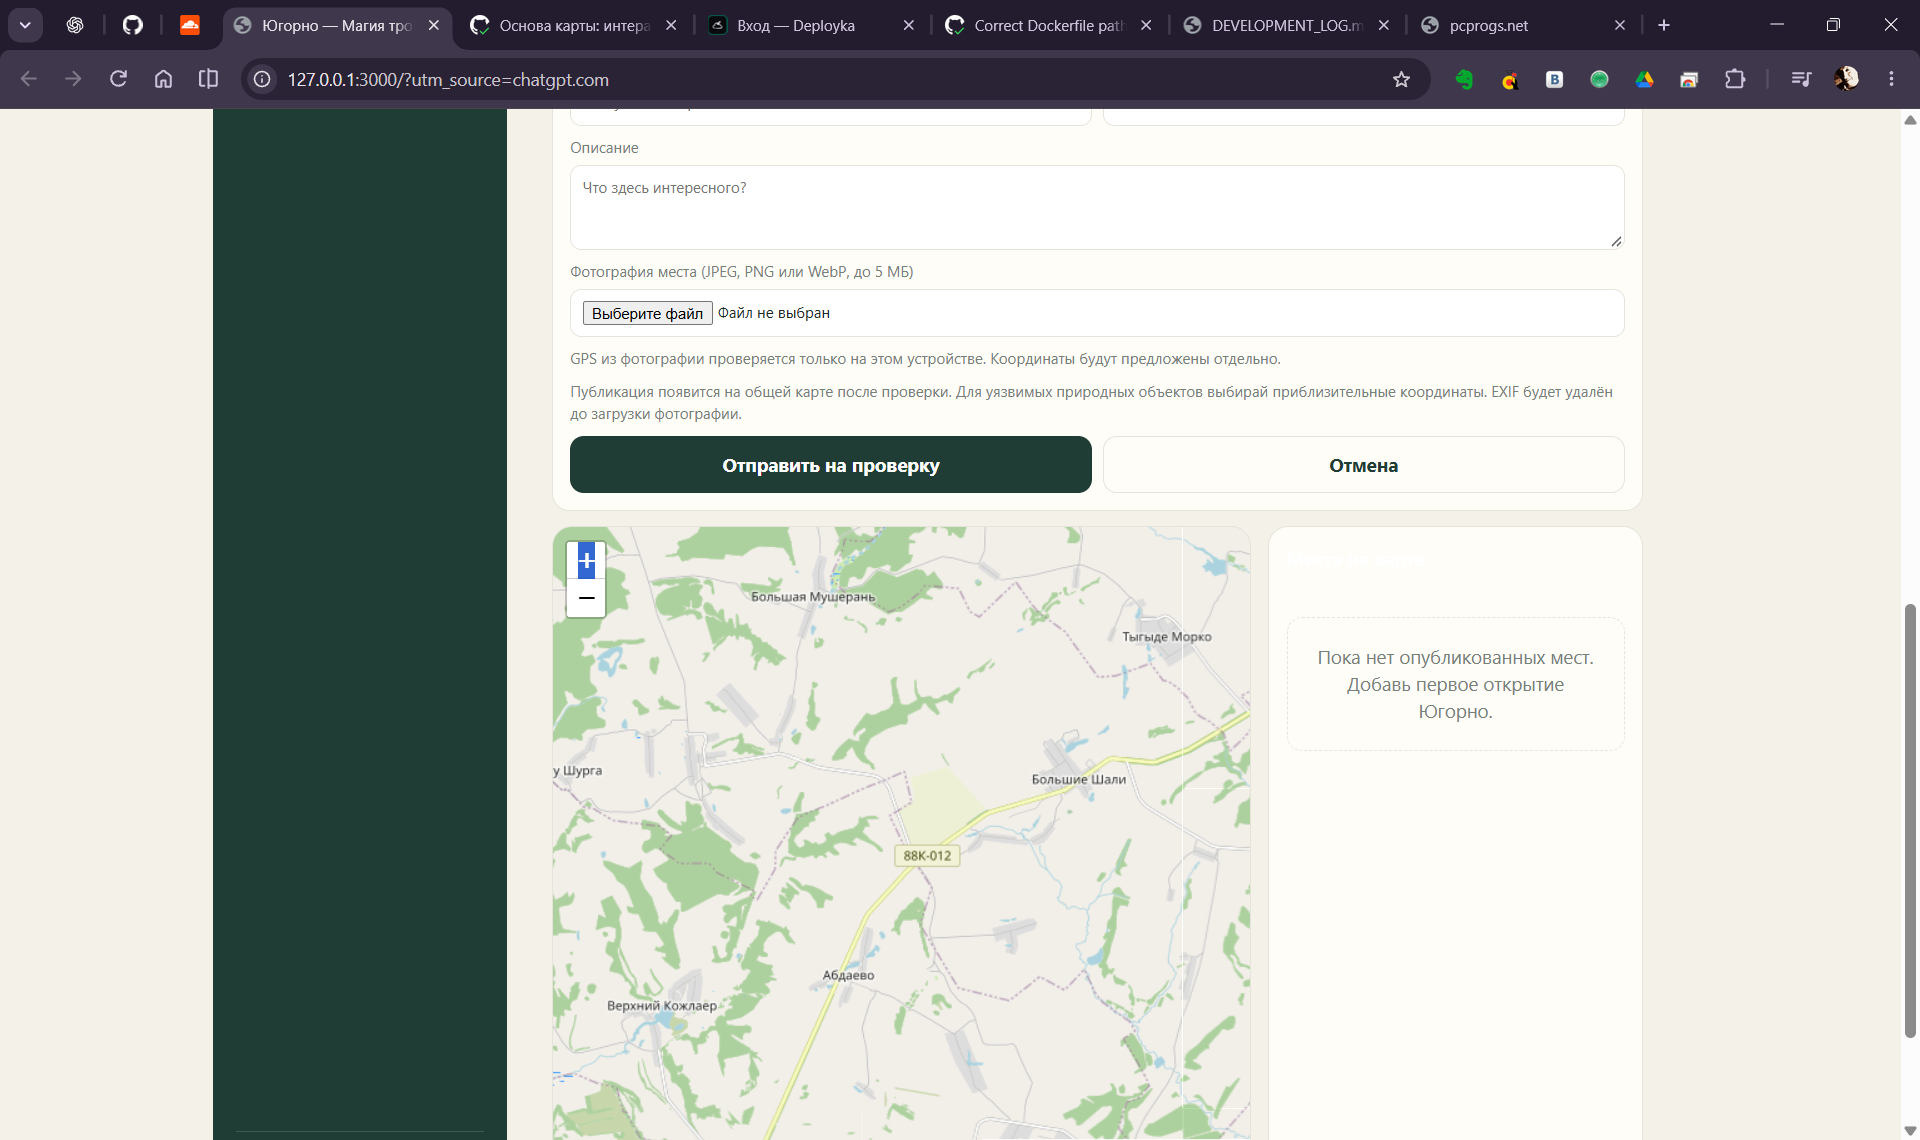 Югорно — Магия тро
Основа карты: интера
Вход — Deployka
Correct Dockerfile path
DEVELOPMENT_LOG.m
pcprogs.net
127.0.0.1:3000/?utm_source=chatgpt.com
Описание
Что здесь интересного?
Фотография места (JPEG, PNG или WebP, до 5 МБ)
Выберите файл Файл не выбран
GPS из фотографии проверяется только на этом устройстве. Координаты будут предложены отдельно.
Публикация появится на общей карте после проверки. Для уязвимых природных объектов выбирай приблизительные координаты. EXIF будет удалён
до загрузки фотографии.
Отправить на проверку
Отмена
+
−
Большая Мушерань
Тыгыде Морко
у Шурга
Большие Шали
88К-012
Абдаево
Верхний Кожлаер
Пока нет опубликованных мест.
Добавь первое открытие
Югорно.